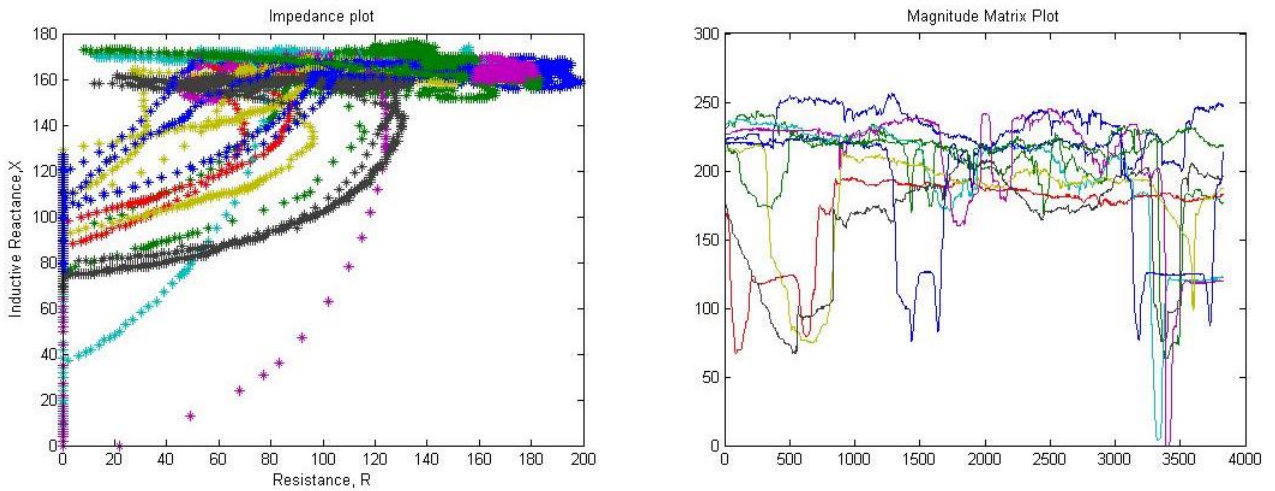 Impedance plot
180
160
140
120
100
80
60
40
20
0
Inductive Reactance,X
0 20 40 60 80 100 120 140 160 180 200
Resistance, R
Magnitude Matrix Plot
300
250
200
150
100
50
0
0 500 1000 1500 2000 2500 3000 3500 4000